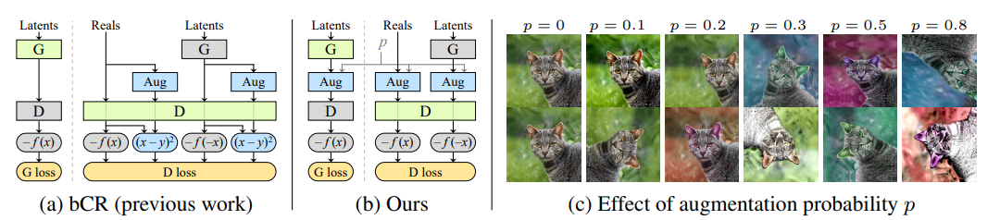 Latents Reals Latents
G G
Aug Aug
D D
−f(x) −f(x) (x−y)² −f(−x) (x−y)²
G loss D loss
(a) bCR (previous work)
Latents Reals Latents
G p G
Aug Aug Aug
D D
−f(x) −f(x) −f(−x)
G loss D loss
(b) Ours
p = 0 p = 0.1 p = 0.2 p = 0.3 p = 0.5 p = 0.8
(c) Effect of augmentation probability p